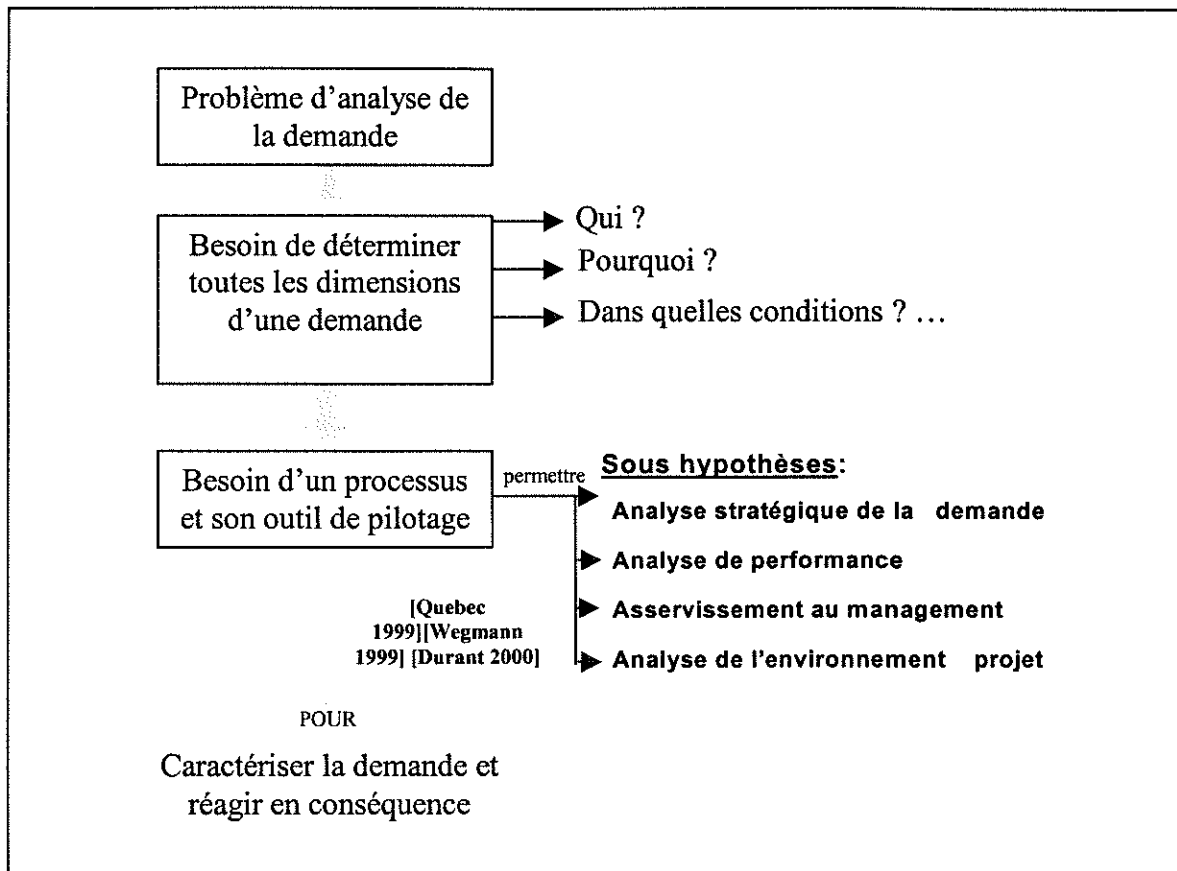 Problème d'analyse de
la demande
Besoin de déterminer
toutes les dimensions
d'une demande
Qui ?
Pourquoi ?
Dans quelles conditions ? …
Besoin d'un processus
et son outil de pilotage
permettre
Sous hypothèses:
Analyse stratégique de la demande
Analyse de performance
Asservissement au management
Analyse de l'environnement projet
[Quebec
1999][Wegmann
1999] [Durant 2000]
POUR
Caractériser la demande et
réagir en conséquence